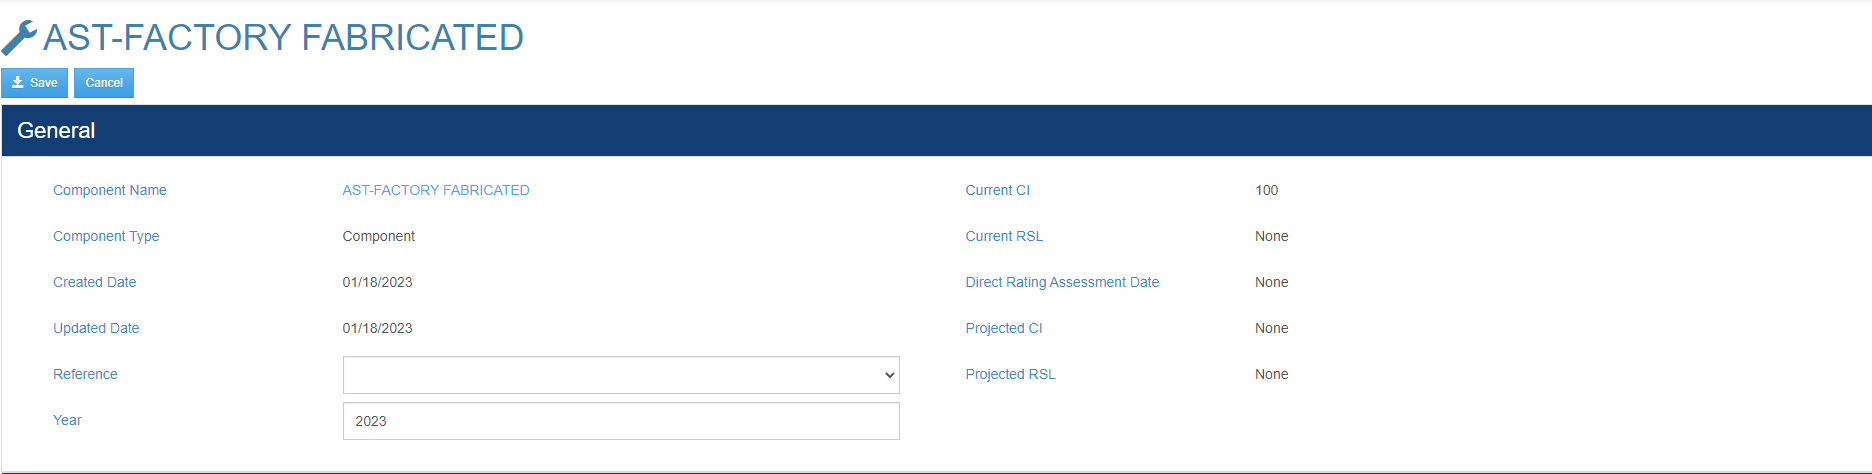 AST-FACTORY FABRICATED
Save Cancel
General
Component Name AST-FACTORY FABRICATED Current CI 100
Component Type Component Current RSL None
Created Date 01/18/2023 Direct Rating Assessment Date None
Updated Date 01/18/2023 Projected CI None
Reference Projected RSL None
Year 2023